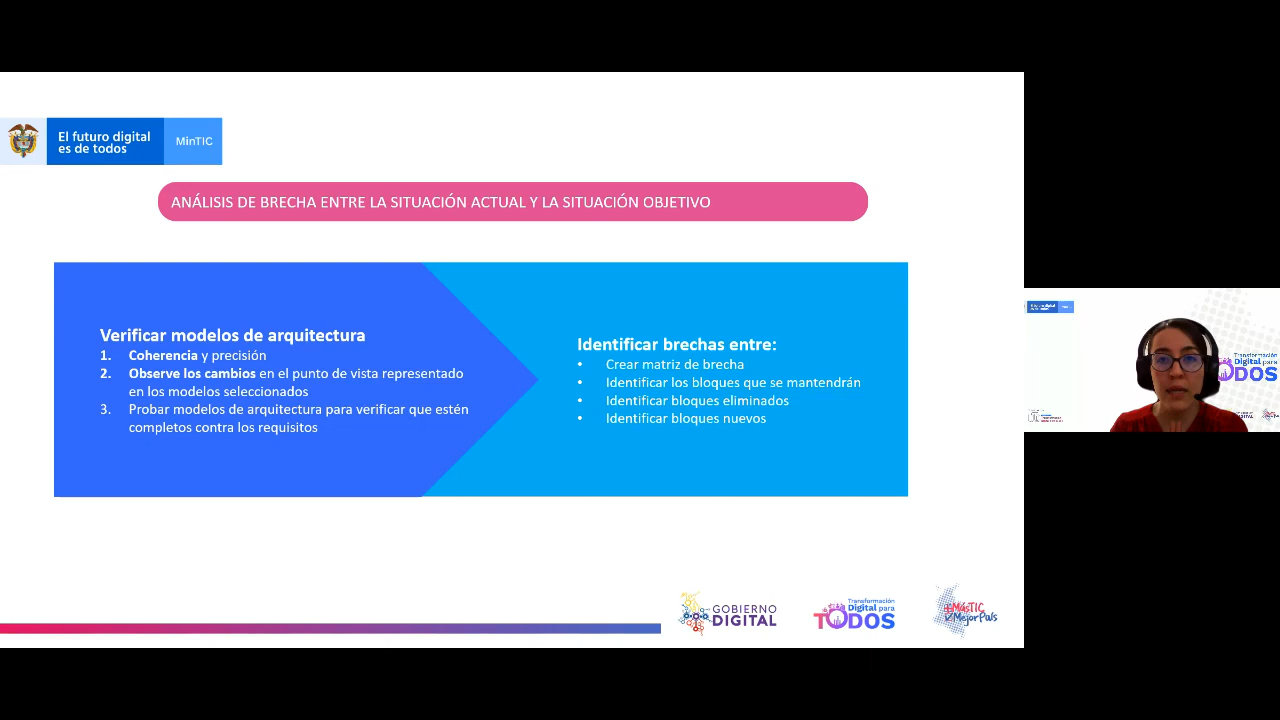 El futuro digital
es de todos
MinTIC
ANÁLISIS DE BRECHA ENTRE LA SITUACIÓN ACTUAL Y LA SITUACIÓN OBJETIVO
Verificar modelos de arquitectura
1. Coherencia y precisión
2. Observe los cambios en el punto de vista representado
en los modelos seleccionados
3. Probar modelos de arquitectura para verificar que estén
completos contra los requisitos
Identificar brechas entre:
• Crear matriz de brecha
• Identificar los bloques que se mantendrán
• Identificar bloques eliminados
• Identificar bloques nuevos
GOBIERNO
DIGITAL
Transformación
Digital para
TODOS
+MásTIC
+MejorPaís
Transformación
Digital para
ODOS